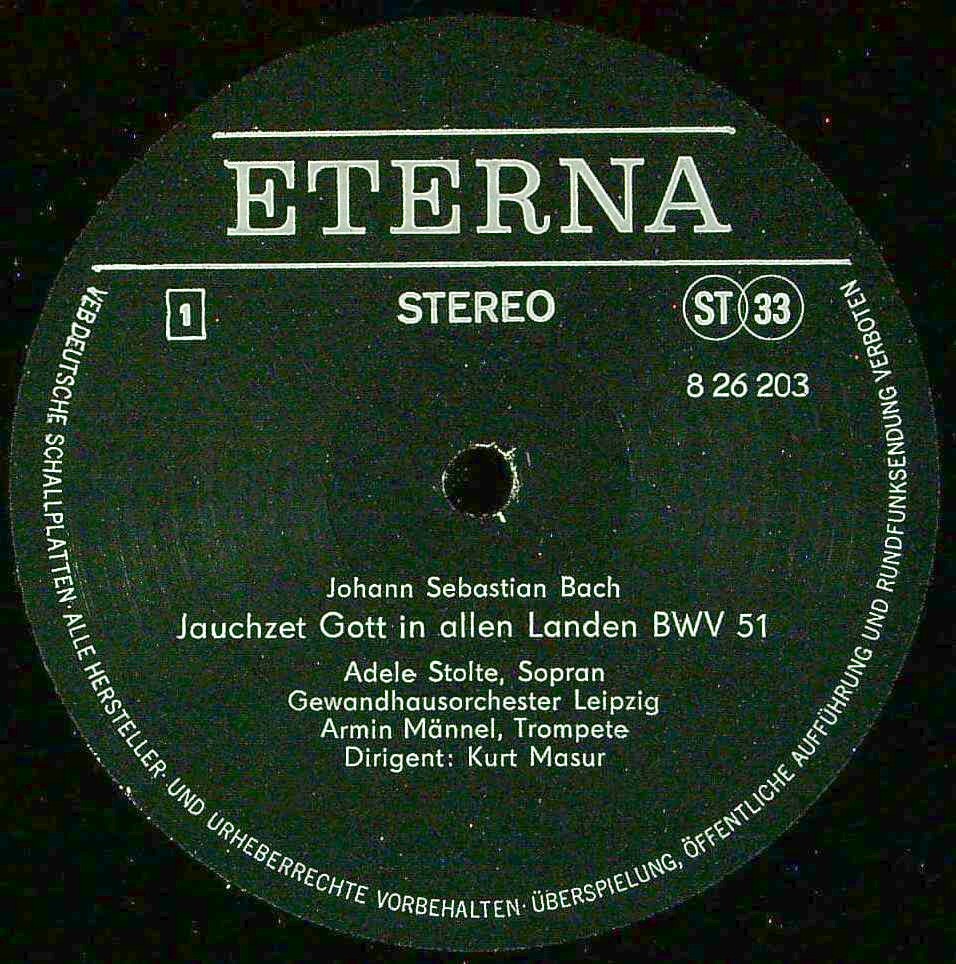 ETERNA
1
STEREO
ST 33
8 26 203
Johann Sebastian Bach
Jauchzet Gott in allen Landen BWV 51
Adele Stolte, Sopran
Gewandhausorchester Leipzig
Armin Männel, Trompete
Dirigent: Kurt Masur
VEB DEUTSCHE SCHALLPLATTEN · ALLE HERSTELLER- UND URHEBERRECHTE VORBEHALTEN · ÜBERSPIELUNG, ÖFFENTLICHE AUFFÜHRUNG UND RUNDFUNKSENDUNG VERBOTEN